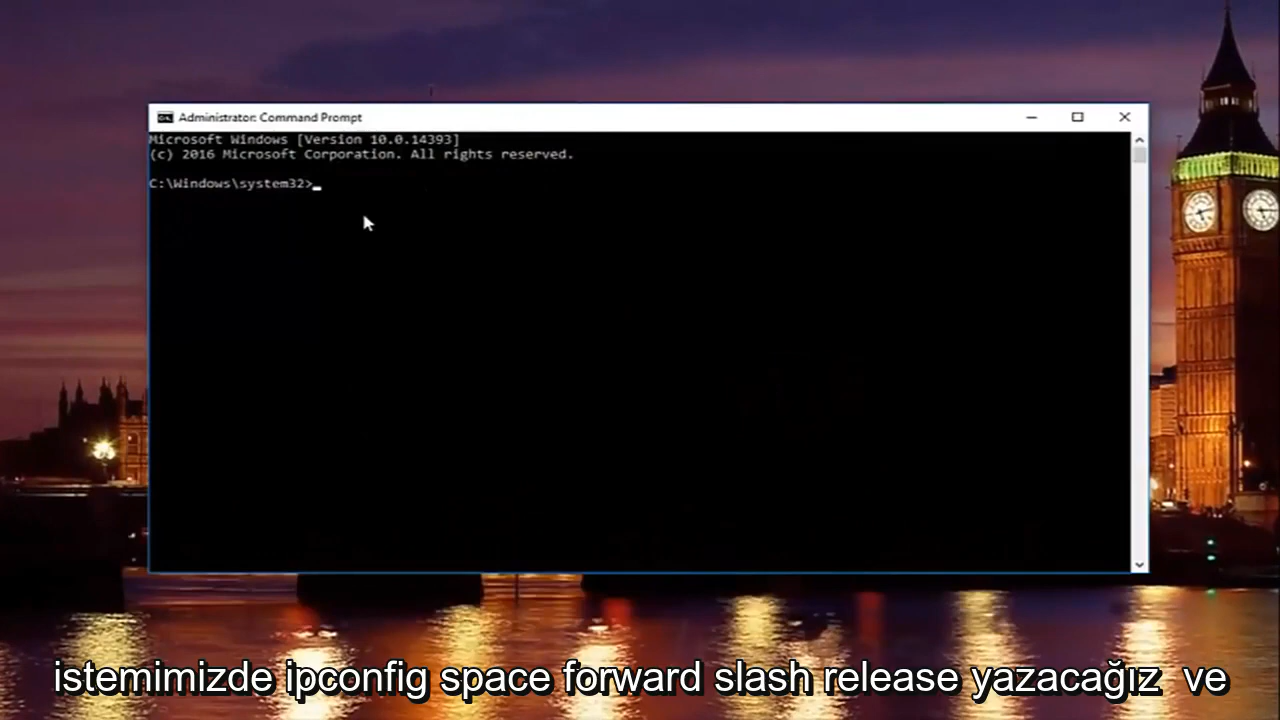 Administrator: Command Prompt
Microsoft Windows [Version 10.0.14393]
(c) 2016 Microsoft Corporation. All rights reserved.
C:\Windows\system32>
istemimizde ipconfig space forward slash release yazacağız ve